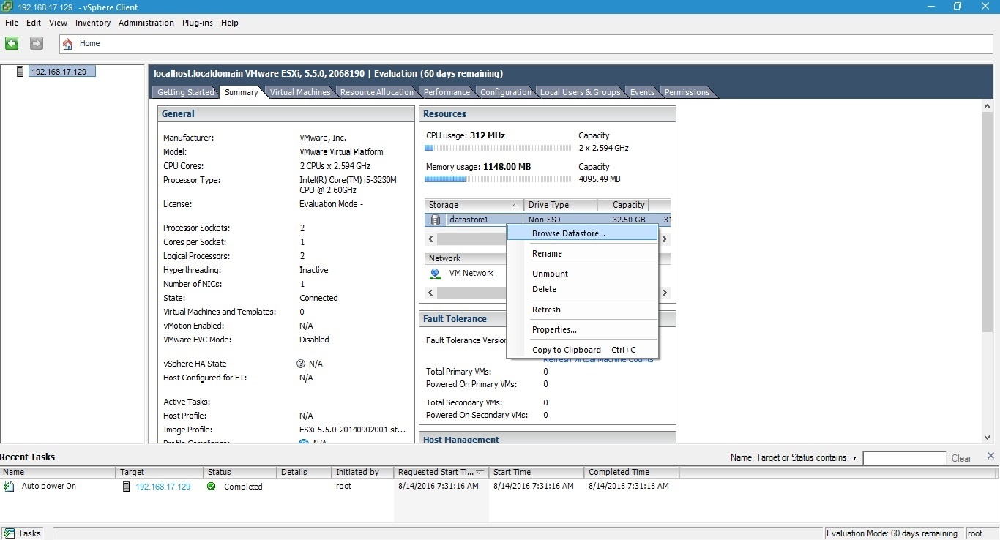 192.168.17.129 - vSphere Client
File Edit View Inventory Administration Plug-ins Help
Home
192.168.17.129
localhost.localdomain VMware ESXi, 5.5.0, 2068190 | Evaluation (60 days remaining)
Getting Started Summary Virtual Machines Resource Allocation Performance Configuration Local Users & Groups Events Permissions
General
Manufacturer: VMware, Inc.
Model: VMware Virtual Platform
CPU Cores: 2 CPUs x 2.594 GHz
Processor Type: Intel(R) Core(TM) i5-3230M
CPU @ 2.60GHz
License: Evaluation Mode -
Processor Sockets: 2
Cores per Socket: 1
Logical Processors: 2
Hyperthreading: Inactive
Number of NICs: 1
State: Connected
Virtual Machines and Templates: 0
vMotion Enabled: N/A
VMware EVC Mode: Disabled
vSphere HA State N/A
Host Configured for FT: N/A
Active Tasks:
Host Profile: N/A
Image Profile: ESXi-5.5.0-20140902001-st...
Profile Compliance: N/A
Resources
CPU usage: 312 MHz Capacity
2 x 2.594 GHz
Memory usage: 1148.00 MB Capacity
4095.49 MB
Storage Drive Type Capacity
datastore1 Non-SSD 32.50 GB 31
Network
VM Network
Browse Datastore...
Rename
Unmount
Delete
Refresh
Properties...
Copy to Clipboard Ctrl+C
Fault Tolerance
Fault Tolerance Version
Refresh Virtual Machine Counts
Total Primary VMs: 0
Powered On Primary VMs: 0
Total Secondary VMs: 0
Powered On Secondary VMs: 0
Host Management
Recent Tasks
Name, Target or Status contains: Clear
Name Target Status Details Initiated by Requested Start Ti... Start Time Completed Time
Auto power On 192.168.17.129 Completed root 8/14/2016 7:31:16 AM 8/14/2016 7:31:16 AM 8/14/2016 7:31:16 AM
Tasks Evaluation Mode: 60 days remaining root